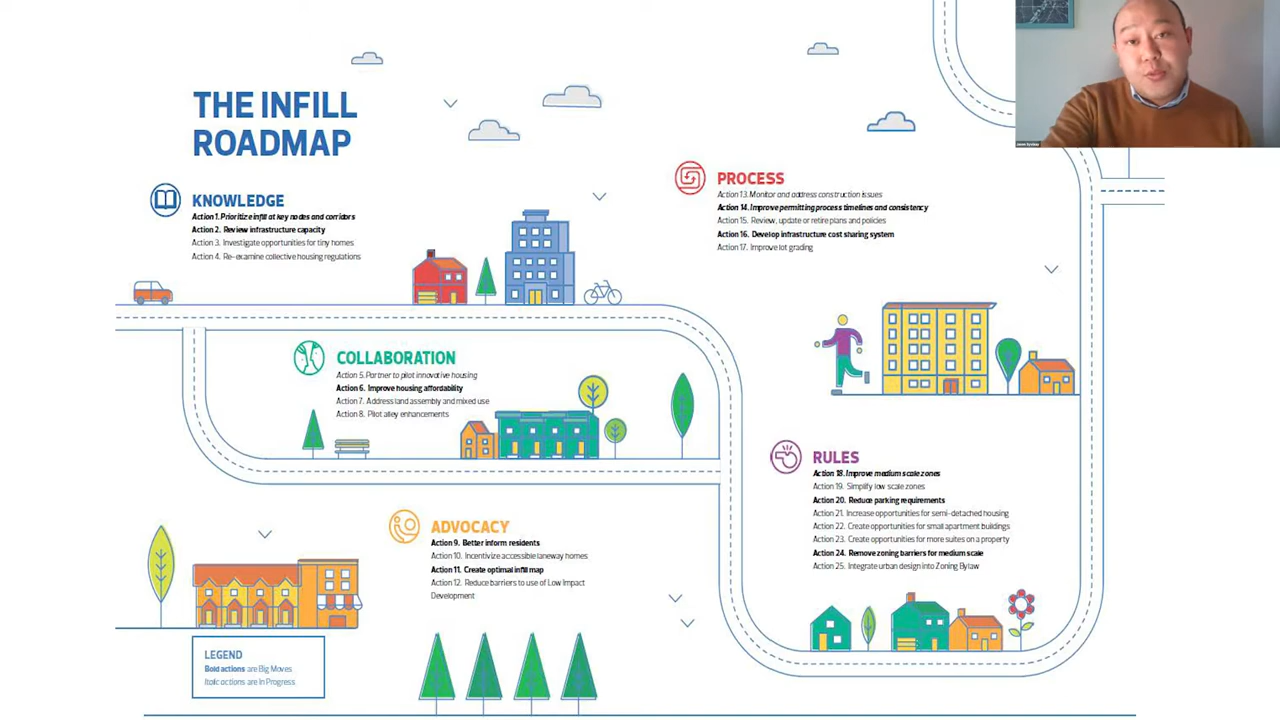 THE INFILL
ROADMAP
KNOWLEDGE
Action 1. Prioritize infill at key nodes and corridors
Action 2. Review infrastructure capacity
Action 3. Investigate opportunities for tiny homes
Action 4. Re-examine collective housing regulations
COLLABORATION
Action 5. Partner to pilot innovative housing
Action 6. Improve housing affordability
Action 7. Address land assembly and mixed use
Action 8. Pilot alley enhancements
ADVOCACY
Action 9. Better inform residents
Action 10. Incentivize accessible laneway homes
Action 11. Create optimal infill map
Action 12. Reduce barriers to use of Low Impact
Development
PROCESS
Action 13. Monitor and address construction issues
Action 14. Improve permitting process timelines and consistency
Action 15. Review, update or retire plans and policies
Action 16. Develop infrastructure cost sharing system
Action 17. Improve lot grading
RULES
Action 18. Improve medium scale zones
Action 19. Simplify low scale zones
Action 20. Reduce parking requirements
Action 21. Increase opportunities for semi-detached housing
Action 22. Create opportunities for small apartment buildings
Action 23. Create opportunities for more suites on a property
Action 24. Remove zoning barriers for medium scale
Action 25. Integrate urban design into Zoning Bylaw
LEGEND
Bold actions are Big Moves
Italic actions are In Progress